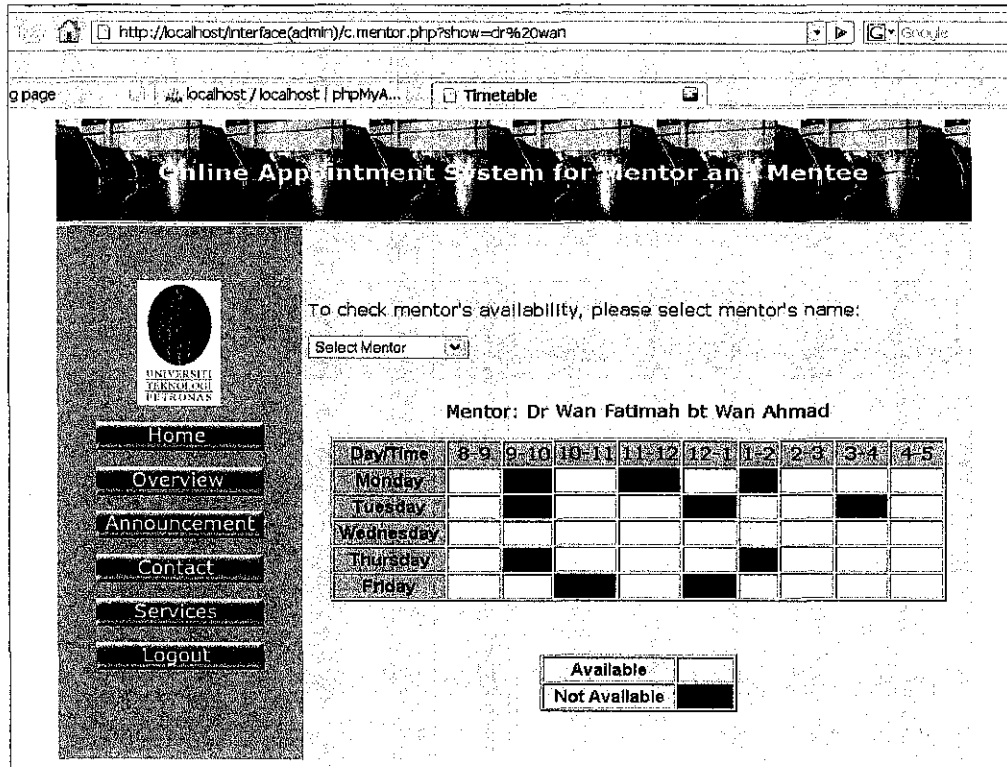 http://localhost/interface(admin)/c.mentor.php?show=dr%20wan
Google
g page
localhost / localhost | phpMyA...
Timetable
Online Appointment System for Mentor and Mentee
UNIVERSITI
TEKNOLOGI
PETRONAS
Home
Overview
Announcement
Contact
Services
Logout
To check mentor's availability, please select mentor's name:
Select Mentor
Mentor: Dr Wan Fatimah bt Wan Ahmad
Day/Time 8-9 9-10 10-11 11-12 12-1 1-2 2-3 3-4 4-5
Monday
Tuesday
Wednesday
Thursday
Friday
Available
Not Available